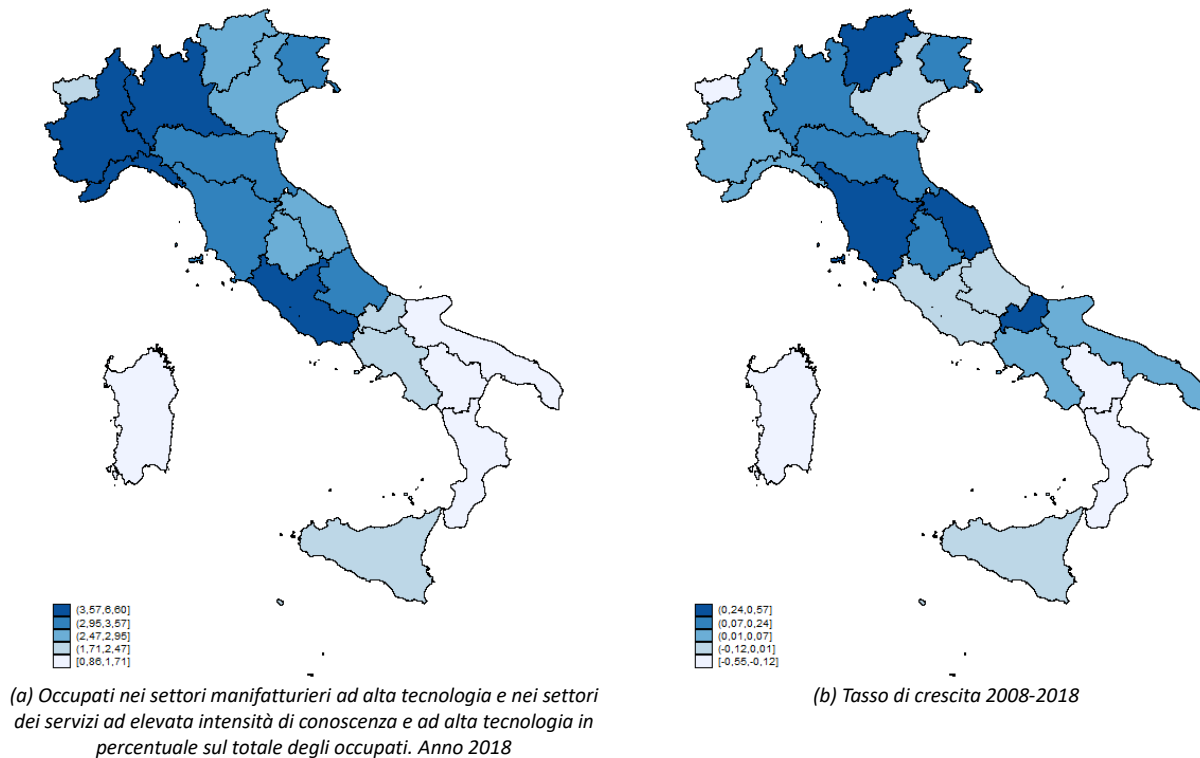 (3,57,6,60]
(2,95,3,57]
(2,47,2,95]
(1,71,2,47]
[0,86,1,71]
(a) Occupati nei settori manifatturieri ad alta tecnologia e nei settori
dei servizi ad elevata intensità di conoscenza e ad alta tecnologia in
percentuale sul totale degli occupati. Anno 2018
(0,24,0,57]
(0,07,0,24]
(0,01,0,07]
(-0,12,0,01]
[-0,55,-0,12]
(b) Tasso di crescita 2008-2018